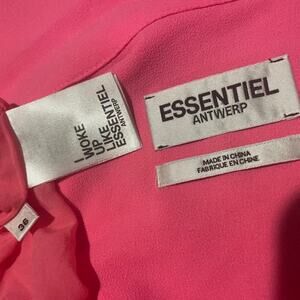 I
WOKE
UP
LIKE
ESSENTIEL
ANTWERP
ESSENTIEL
ANTWERP
MADE IN CHINA
FABRIQUE EN CHINE
36